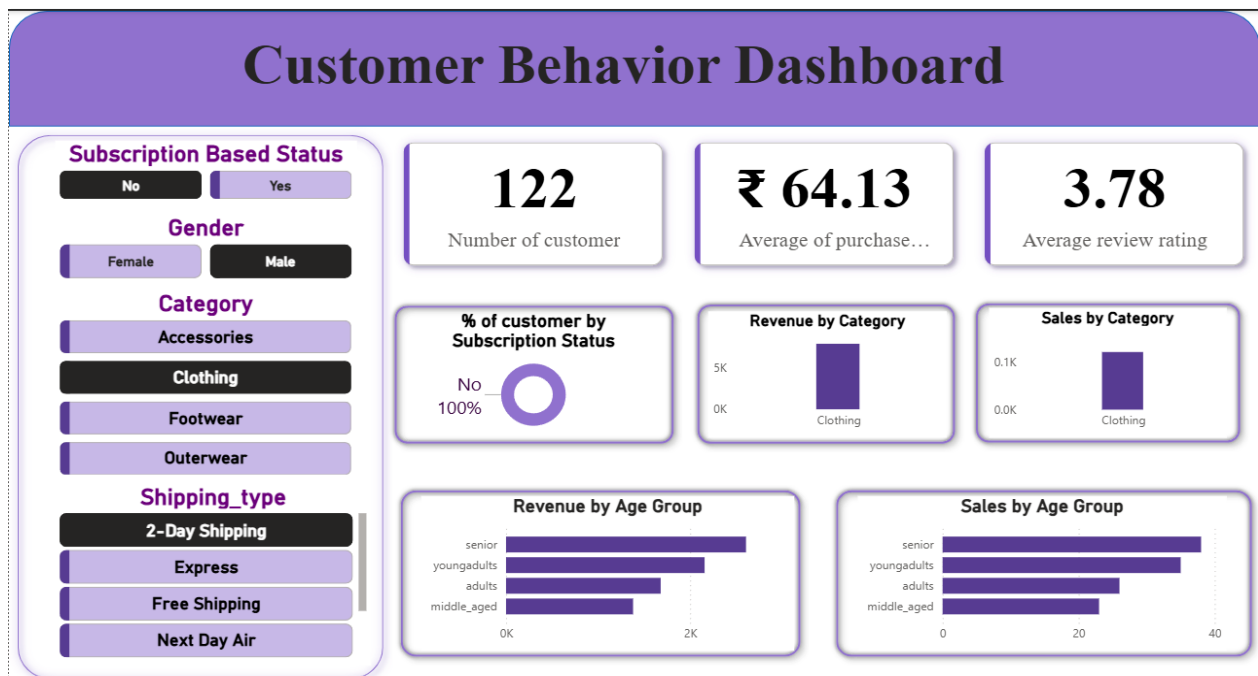 Customer Behavior Dashboard
Subscription Based Status
No
Yes
Gender
Female
Male
Category
Accessories
Clothing
Footwear
Outerwear
Shipping_type
2-Day Shipping
Express
Free Shipping
Next Day Air
122
Number of customer
₹ 64.13
Average of purchase...
3.78
Average review rating
% of customer by
Subscription Status
No
100%
Revenue by Category
5K
0K
Clothing
Sales by Category
0.1K
0.0K
Clothing
Revenue by Age Group
senior
youngadults
adults
middle_aged
0K
2K
Sales by Age Group
senior
youngadults
adults
middle_aged
0
20
40